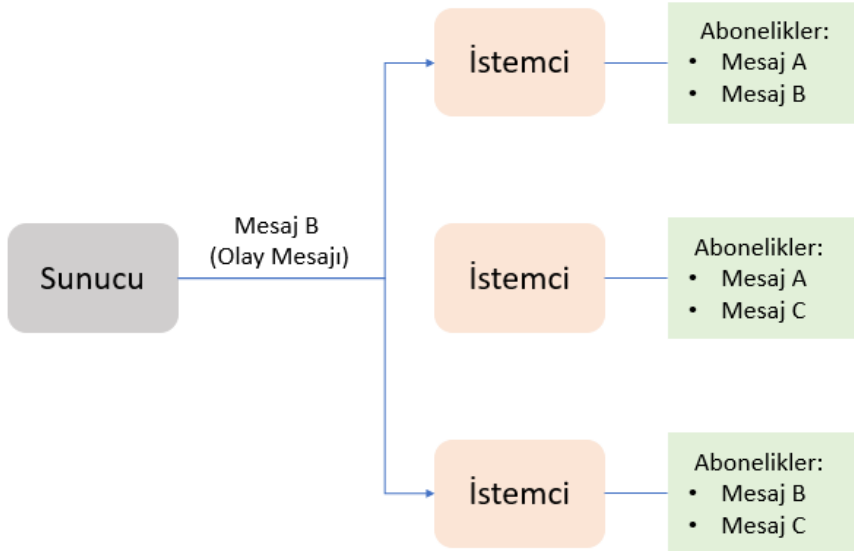 İstemci
Abonelikler:
• Mesaj A
• Mesaj B
Mesaj B
(Olay Mesajı)
Sunucu
İstemci
Abonelikler:
• Mesaj A
• Mesaj C
İstemci
Abonelikler:
• Mesaj B
• Mesaj C